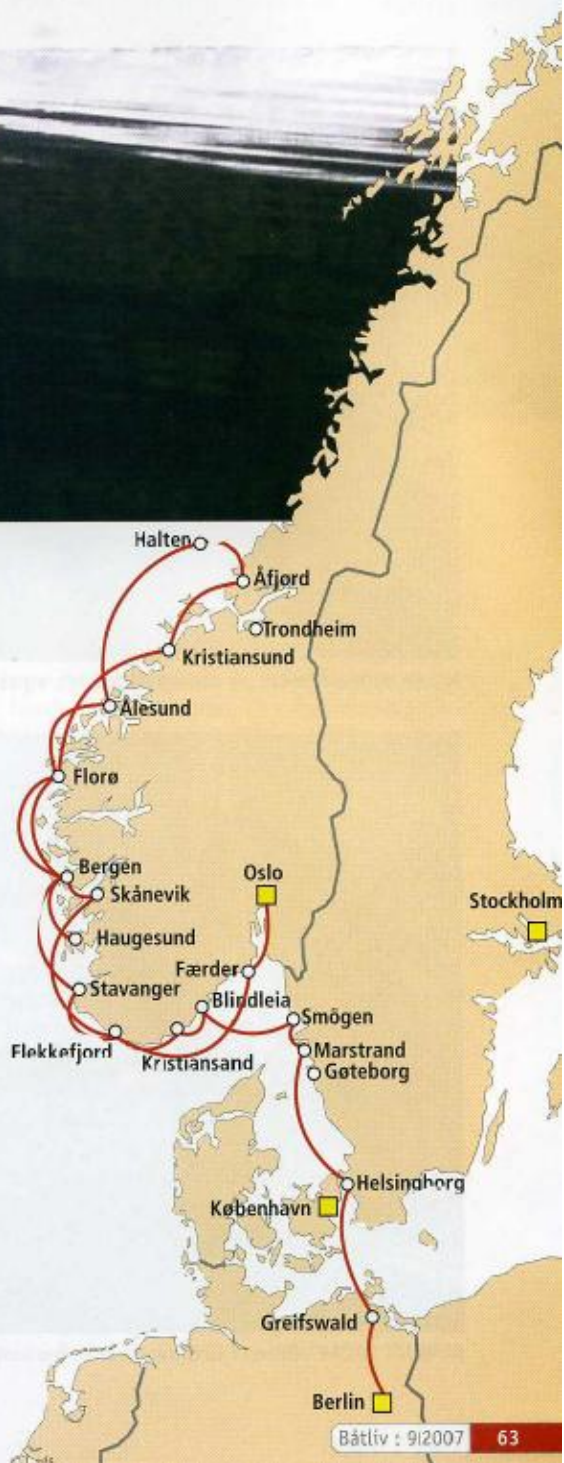 Halten
Åfjord
Trondheim
Kristiansund
Ålesund
Florø
Bergen
Oslo
Skånevik
Stockholm
Haugesund
Færder
Stavanger
Blindleia
Smögen
Flekkefjord
Kristiansand
Marstrand
Gøteborg
Helsingborg
København
Greifswald
Berlin
Båtliv : 9|2007 63